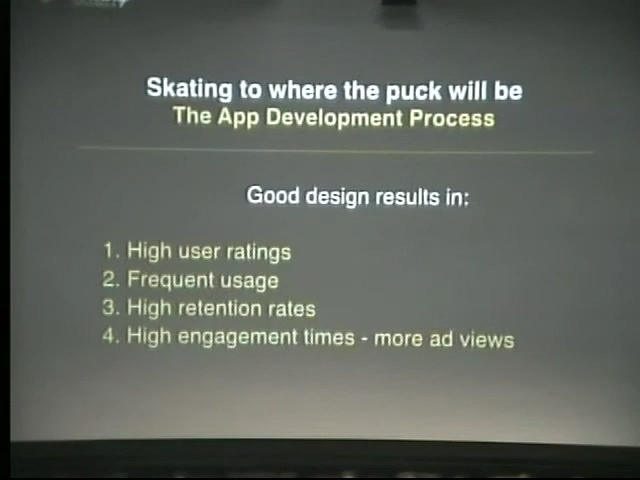 Skating to where the puck will be
The App Development Process
Good design results in:
1. High user ratings
2. Frequent usage
3. High retention rates
4. High engagement times - more ad views